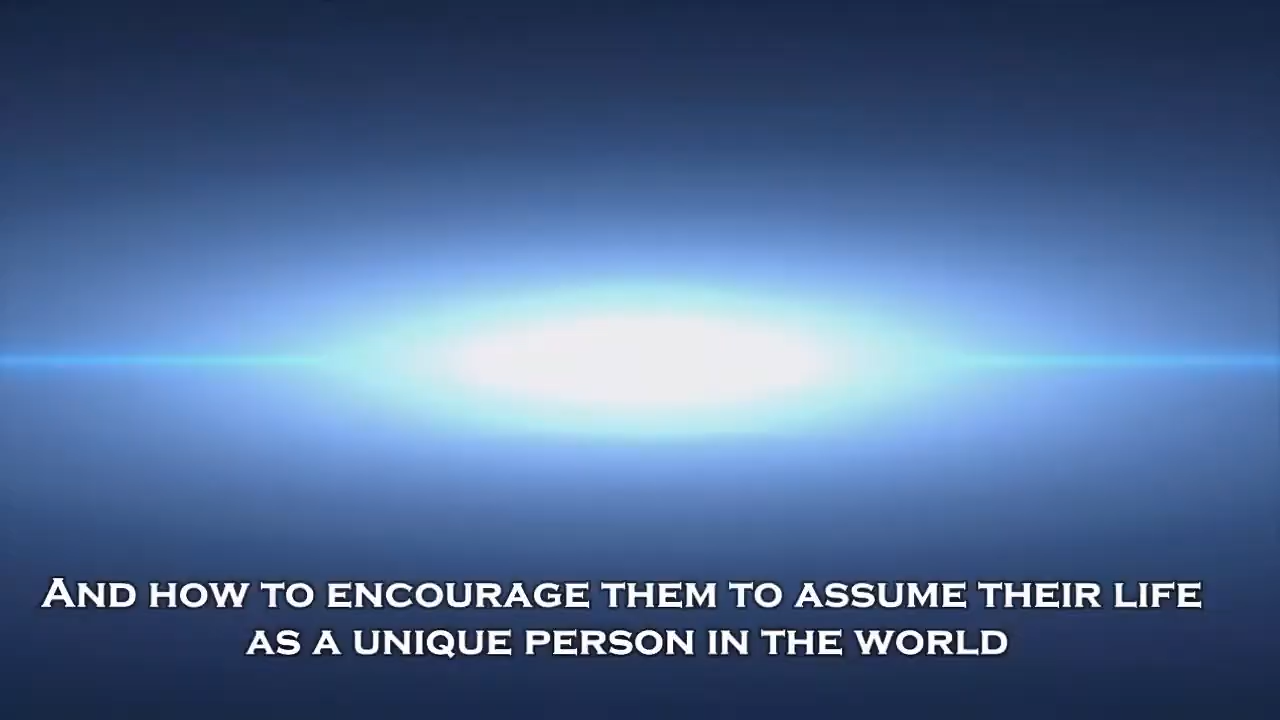 And how to encourage them to assume their life
as a unique person in the world